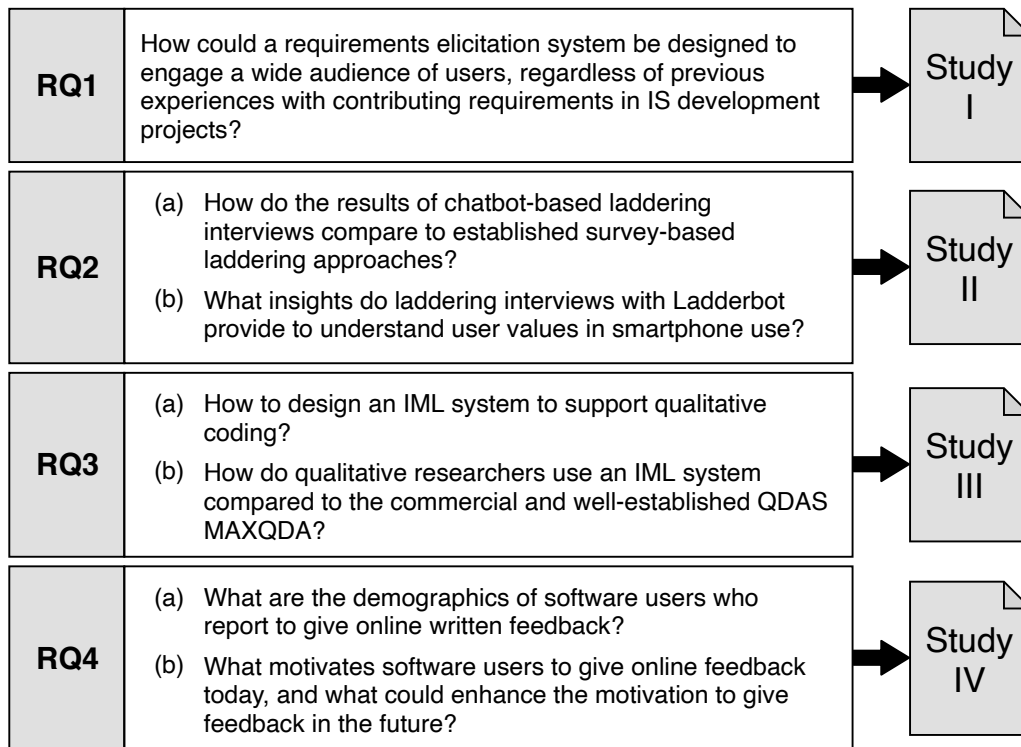 RQ1
How could a requirements elicitation system be designed to
engage a wide audience of users, regardless of previous
experiences with contributing requirements in IS development
projects?
Study
I
RQ2
(a) How do the results of chatbot-based laddering
interviews compare to established survey-based
laddering approaches?
(b) What insights do laddering interviews with Ladderbot
provide to understand user values in smartphone use?
Study
II
RQ3
(a) How to design an IML system to support qualitative
coding?
(b) How do qualitative researchers use an IML system
compared to the commercial and well-established QDAS
MAXQDA?
Study
III
RQ4
(a) What are the demographics of software users who
report to give online written feedback?
(b) What motivates software users to give online feedback
today, and what could enhance the motivation to give
feedback in the future?
Study
IV